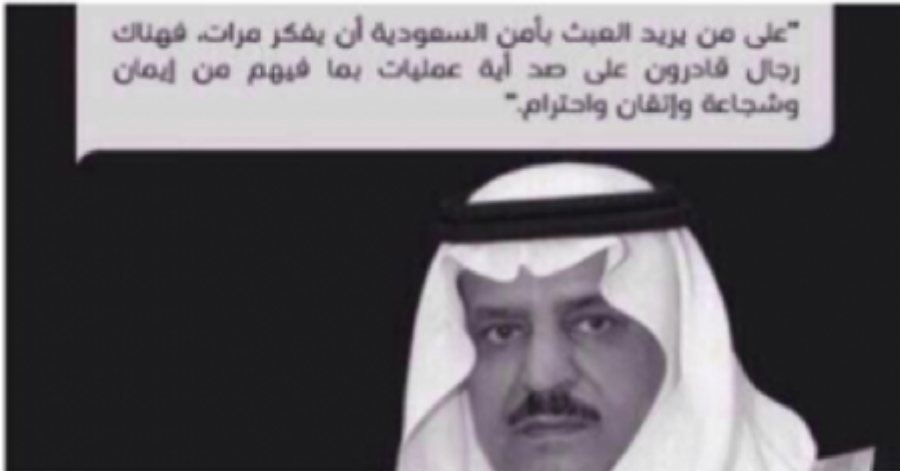 "على من يريد العبث بأمن السعودية أن يفكر مرات، فهناك
رجال قادرون على صد أية عمليات بما فيهم من إيمان
وشجاعة وإتقان واحترام."